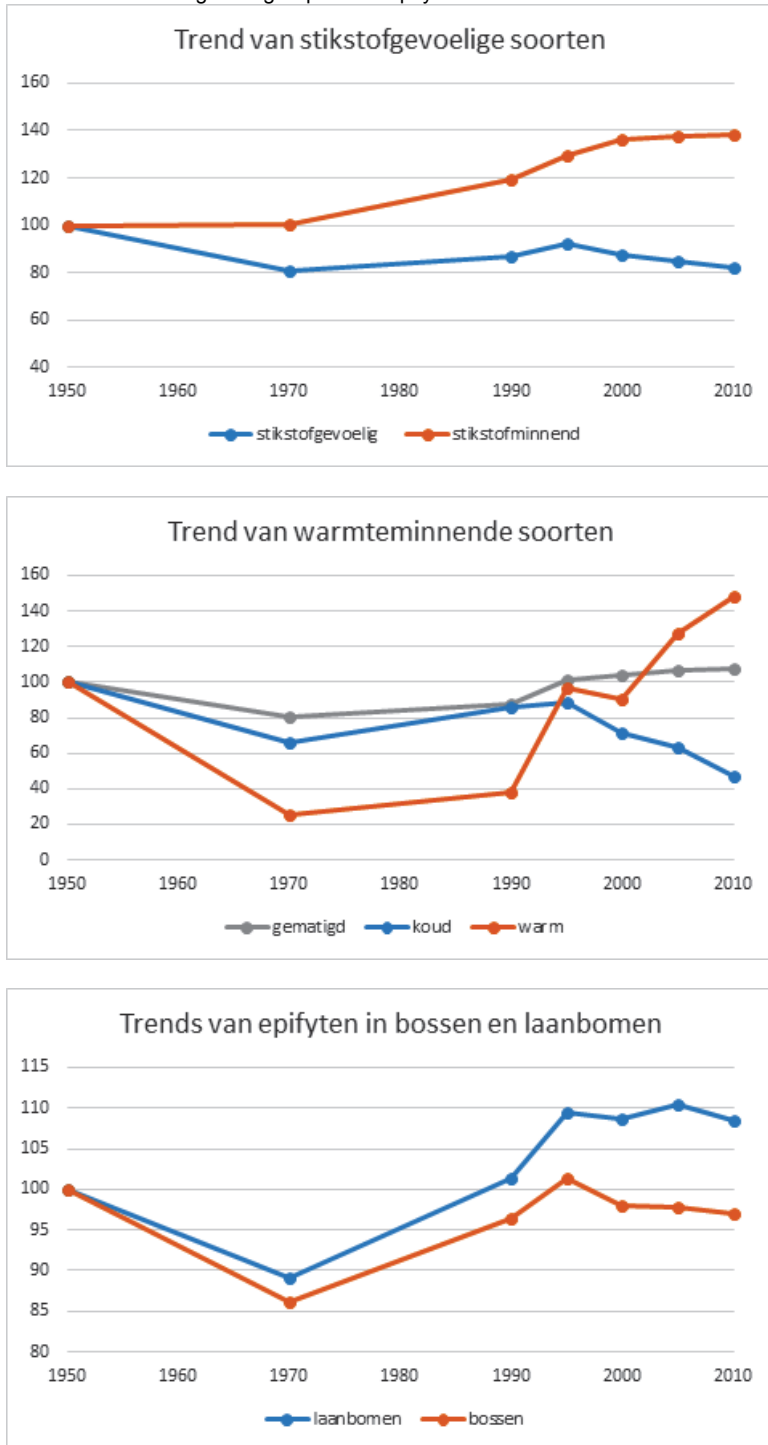 Trend van stikstofgevoelige soorten
160
140
120
100
80
60
40
1950 1960 1970 1980 1990 2000 2010
stikstofgevoelig stikstofminnend
Trend van warmteminnende soorten
160
140
120
100
80
60
40
20
0
1950 1960 1970 1980 1990 2000 2010
gematigd koud warm
Trends van epifyten in bossen en laanbomen
115
110
105
100
95
90
85
80
1950 1960 1970 1980 1990 2000 2010
laanbomen bossen